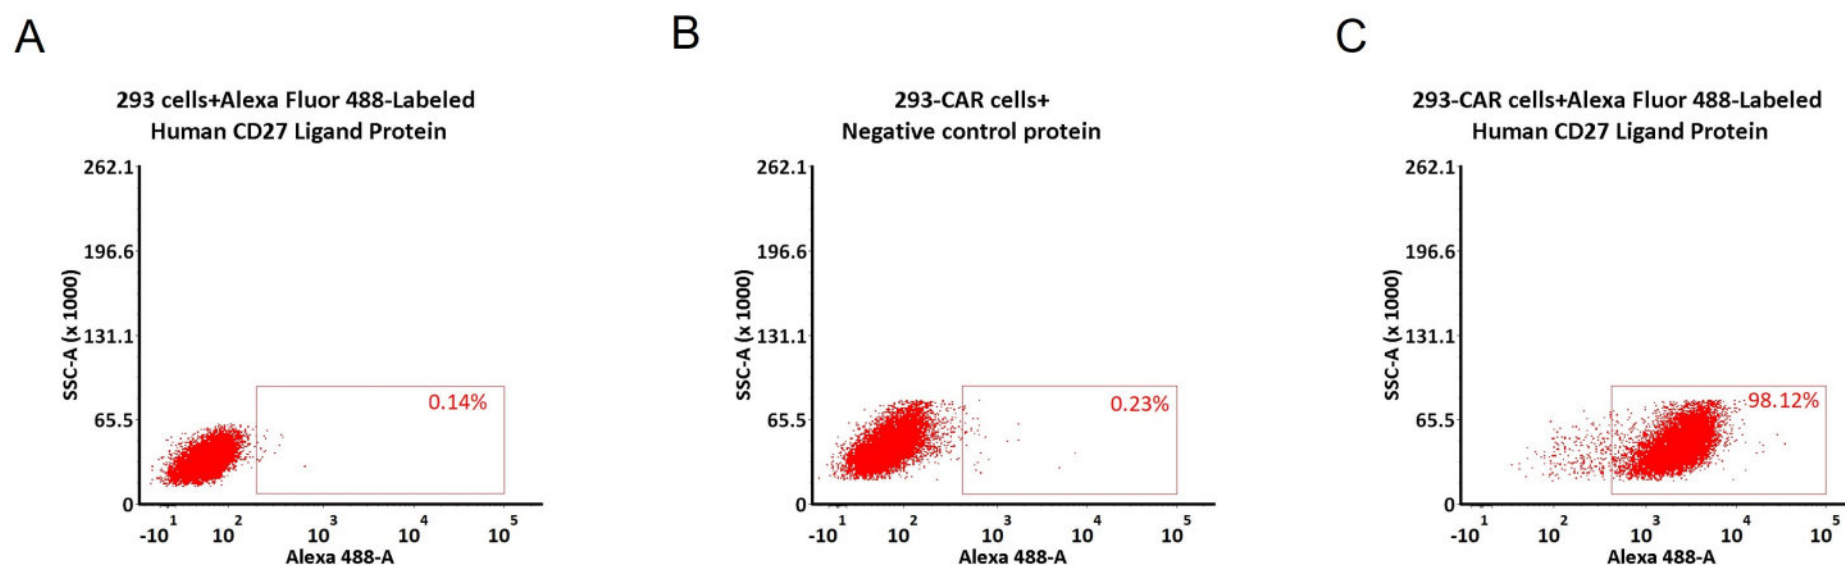 A
293 cells+Alexa Fluor 488-Labeled
Human CD27 Ligand Protein
262.1
196.6
131.1
65.5
0
SSC-A (x 1000)
0.14%
-10^1
10^2
10^3
10^4
10^5
Alexa 488-A
B
293-CAR cells+
Negative control protein
262.1
196.6
131.1
65.5
0
SSC-A (x 1000)
0.23%
-10^1
10^2
10^3
10^4
10^5
Alexa 488-A
C
293-CAR cells+Alexa Fluor 488-Labeled
Human CD27 Ligand Protein
262.1
196.6
131.1
65.5
0
SSC-A (x 1000)
98.12%
-10^1
10^2
10^3
10^4
10^5
Alexa 488-A